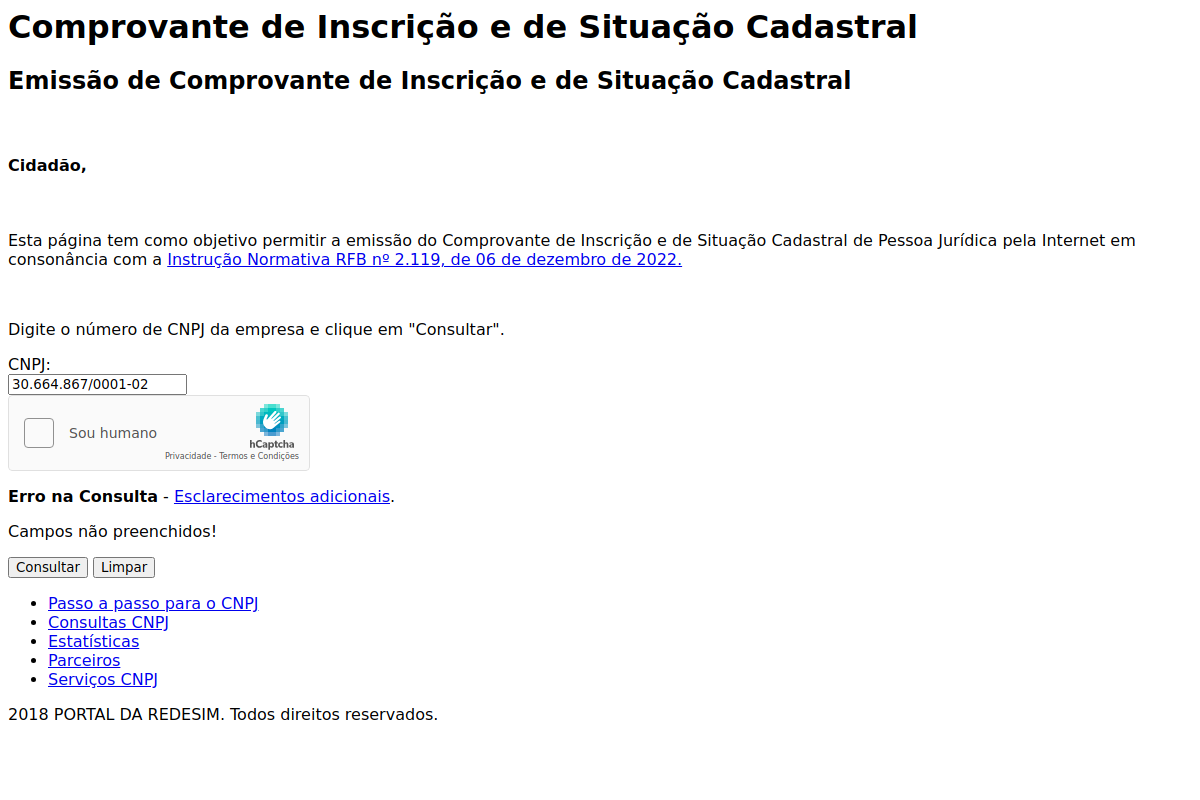 Comprovante de Inscrição e de Situação Cadastral
Emissão de Comprovante de Inscrição e de Situação Cadastral
Cidadão,
Esta página tem como objetivo permitir a emissão do Comprovante de Inscrição e de Situação Cadastral de Pessoa Jurídica pela Internet em
consonância com a Instrução Normativa RFB nº 2.119, de 06 de dezembro de 2022.
Digite o número de CNPJ da empresa e clique em "Consultar".
CNPJ:
30.664.867/0001-02
Sou humano
hCaptcha
Privacidade - Termos e Condições
Erro na Consulta - Esclarecimentos adicionais.
Campos não preenchidos!
Consultar Limpar
• Passo a passo para o CNPJ
• Consultas CNPJ
• Estatísticas
• Parceiros
• Serviços CNPJ
2018 PORTAL DA REDESIM. Todos direitos reservados.